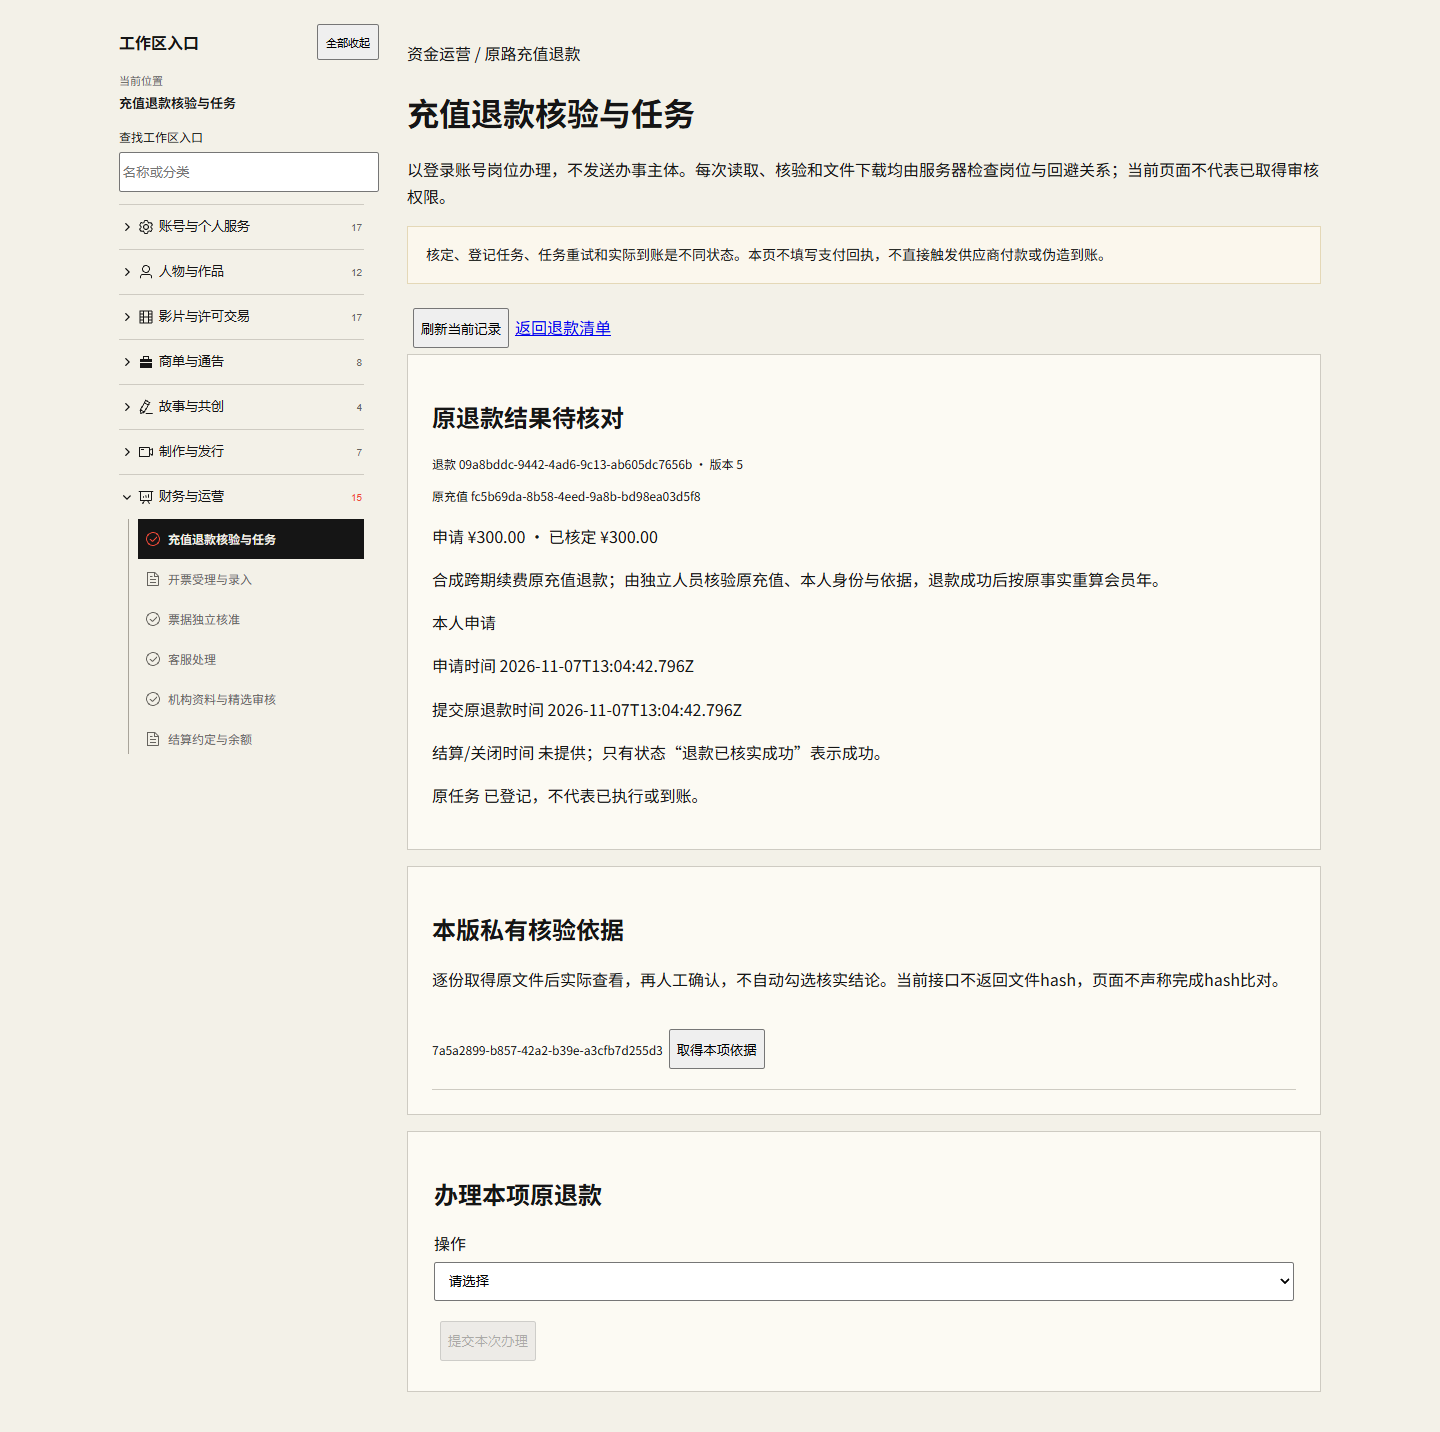 工作区入口
全部收起
当前位置
充值退款核验与任务
查找工作区入口
名称或分类
账号与个人服务 17
人物与作品 12
影片与许可交易 17
商单与通告 8
故事与共创 4
制作与发行 7
财务与运营 15
充值退款核验与任务
开票受理与录入
票据独立核准
客服处理
机构资料与精选审核
结算约定与余额
资金运营 / 原路充值退款
充值退款核验与任务
以登录账号岗位办理，不发送办事主体。每次读取、核验和文件下载均由服务器检查岗位与回避关系；当前页面不代表已取得审核
权限。
核定、登记任务、任务重试和实际到账是不同状态。本页不填写支付回执，不直接触发供应商付款或伪造到账。
刷新当前记录 返回退款清单
原退款结果待核对
退款 09a8bddc-9442-4ad6-9c13-ab605dc7656b · 版本 5
原充值 fc5b69da-8b58-4eed-9a8b-bd98ea03d5f8
申请 ¥300.00 · 已核定 ¥300.00
合成跨期续费原充值退款；由独立人员核验原充值、本人身份与依据，退款成功后按原事实重算会员年。
本人申请
申请时间 2026-11-07T13:04:42.796Z
提交原退款时间 2026-11-07T13:04:42.796Z
结算/关闭时间 未提供；只有状态“退款已核实成功”表示成功。
原任务 已登记，不代表已执行或到账。
本版私有核验依据
逐份取得原文件后实际查看，再人工确认，不自动勾选核实结论。当前接口不返回文件hash，页面不声称完成hash比对。
7a5a2899-b857-42a2-b39e-a3cfb7d255d3 取得本项依据
办理本项原退款
操作
请选择
提交本次办理